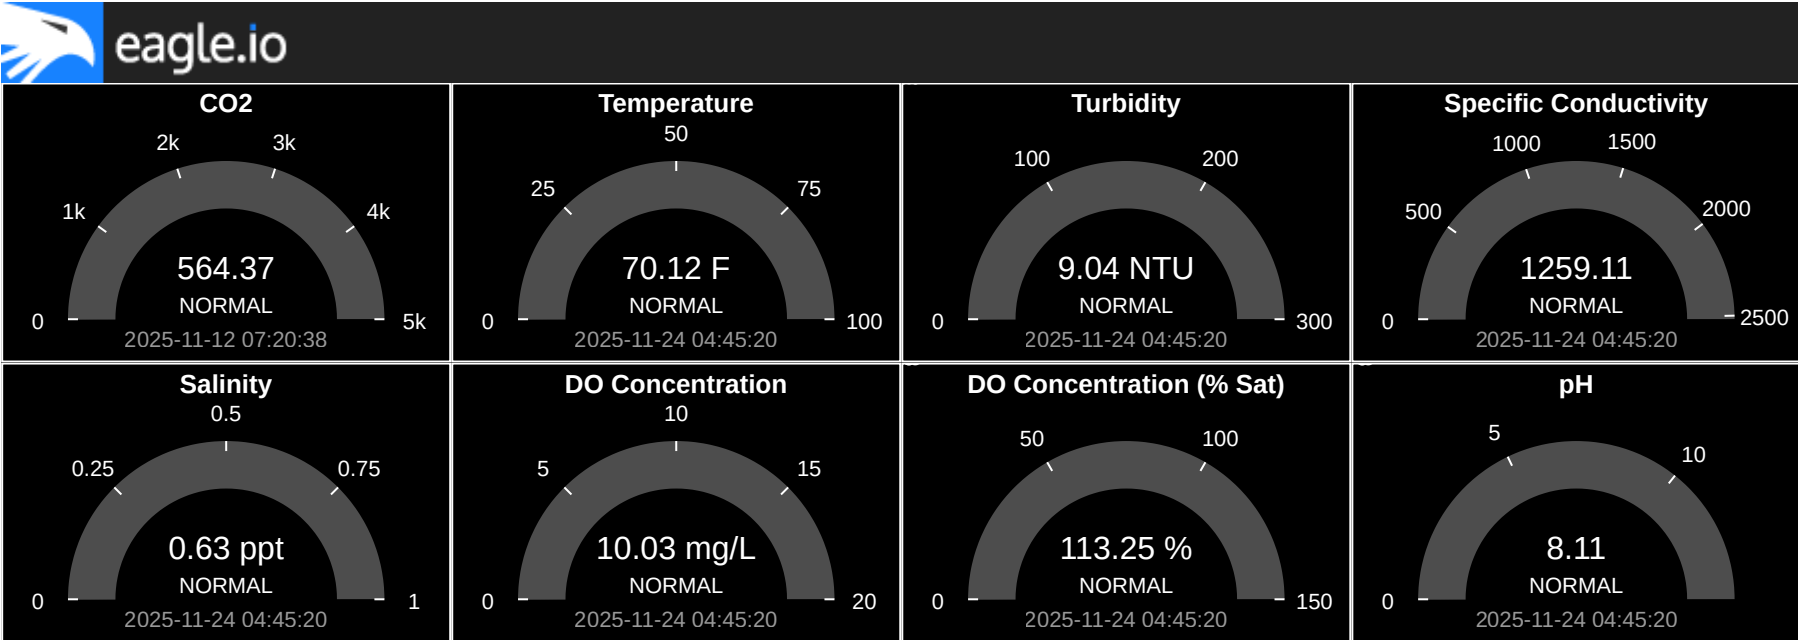 eagle.io
CO2
2k
3k
1k
4k
564.37
NORMAL
0
5k
2025-11-12 07:20:38
Temperature
50
25
75
70.12 F
NORMAL
0
100
2025-11-24 04:45:20
Turbidity
100
200
9.04 NTU
NORMAL
0
300
2025-11-24 04:45:20
Specific Conductivity
1000
1500
500
2000
1259.11
NORMAL
0
2500
2025-11-24 04:45:20
Salinity
0.5
0.25
0.75
0.63 ppt
NORMAL
0
1
2025-11-24 04:45:20
DO Concentration
10
5
15
10.03 mg/L
NORMAL
0
20
2025-11-24 04:45:20
DO Concentration (% Sat)
50
100
113.25 %
NORMAL
0
150
2025-11-24 04:45:20
pH
5
10
8.11
NORMAL
0
2025-11-24 04:45:20